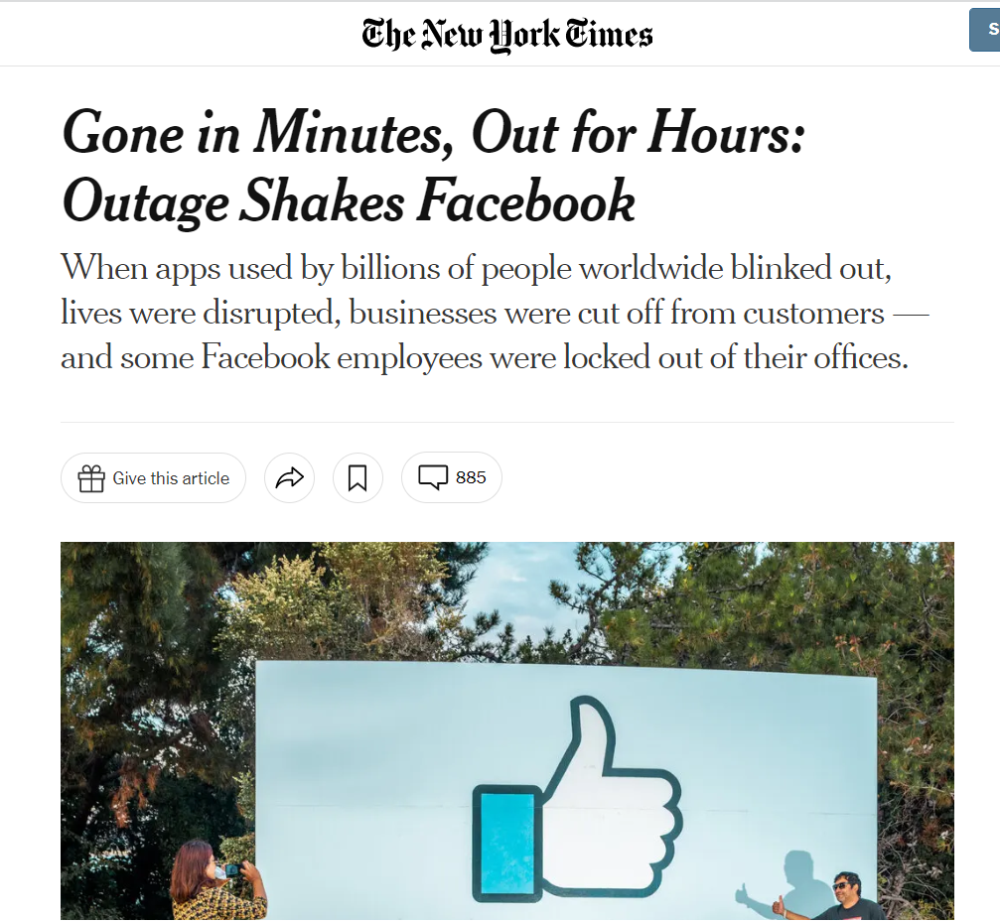 The New York Times
S
Gone in Minutes, Out for Hours:
Outage Shakes Facebook
When apps used by billions of people worldwide blinked out,
lives were disrupted, businesses were cut off from customers —
and some Facebook employees were locked out of their offices.
Give this article
885